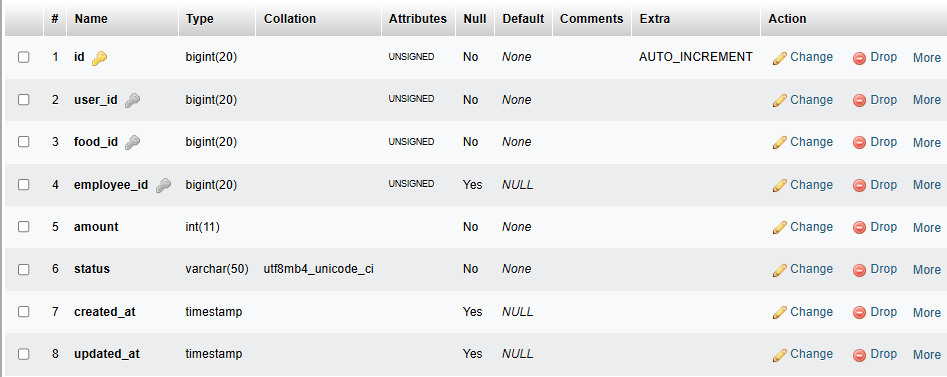 # Name Type Collation Attributes Null Default Comments Extra Action
1 id bigint(20) UNSIGNED No None AUTO_INCREMENT Change Drop More
2 user_id bigint(20) UNSIGNED No None Change Drop More
3 food_id bigint(20) UNSIGNED No None Change Drop More
4 employee_id bigint(20) UNSIGNED Yes NULL Change Drop More
5 amount int(11) No None Change Drop More
6 status varchar(50) utf8mb4_unicode_ci No None Change Drop More
7 created_at timestamp Yes NULL Change Drop More
8 updated_at timestamp Yes NULL Change Drop More